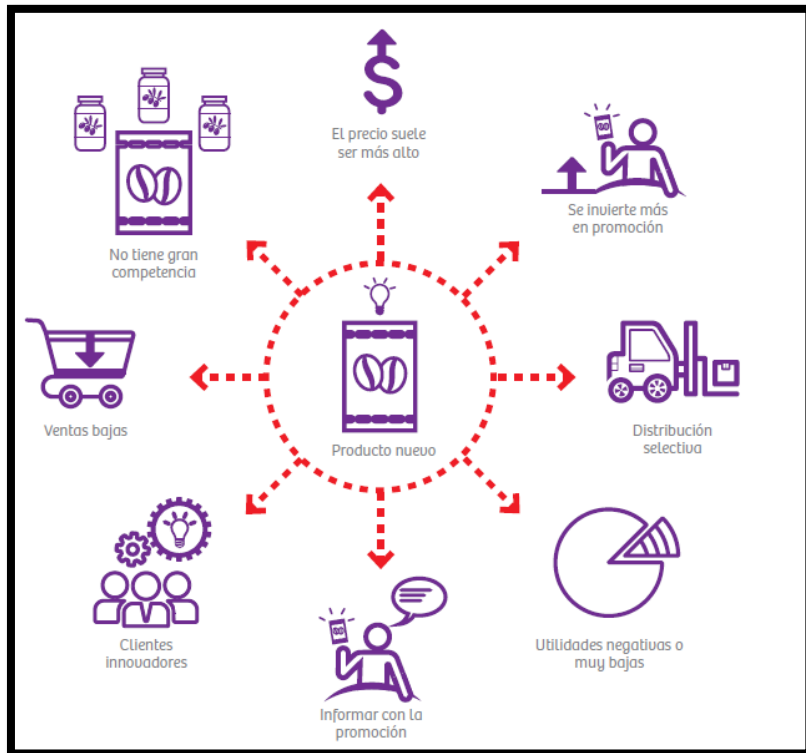 $
El precio suele
ser más alto
Se invierte más
en promoción
No tiene gran
competencia
Producto nuevo
Ventas bajas
Distribución
selectiva
Clientes
innovadores
Utilidades negativas o
muy bajas
Informar con la
promoción